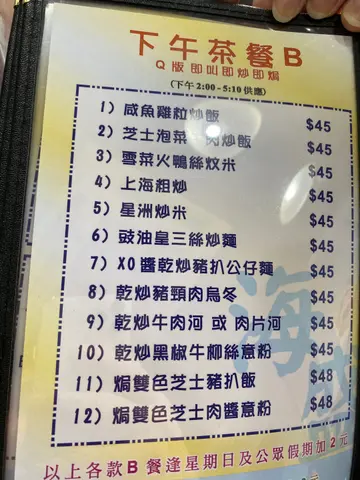 下午茶餐B
Q版 即叫即炒即焗
(下午 2:00 - 5:10 供應)
1) 咸魚雞粒炒飯 $45
2) 芝士泡菜 肉炒飯 $45
3) 雪菜火鴨絲炆米 $45
4) 上海粗炒 $45
5) 星洲炒米 $45
6) 豉油皇三絲炒麵 $45
7) XO醬乾炒豬扒公仔麵 $45
8) 乾炒豬頸肉烏冬 $45
9) 乾炒牛肉河 或 肉片河 $45
10) 乾炒黑椒牛柳絲意粉 $45
11) 焗雙色芝士豬扒飯 $48
12) 焗雙色芝士肉醬意粉 $48
以上各款B 餐逢星期日及公眾假期加2元